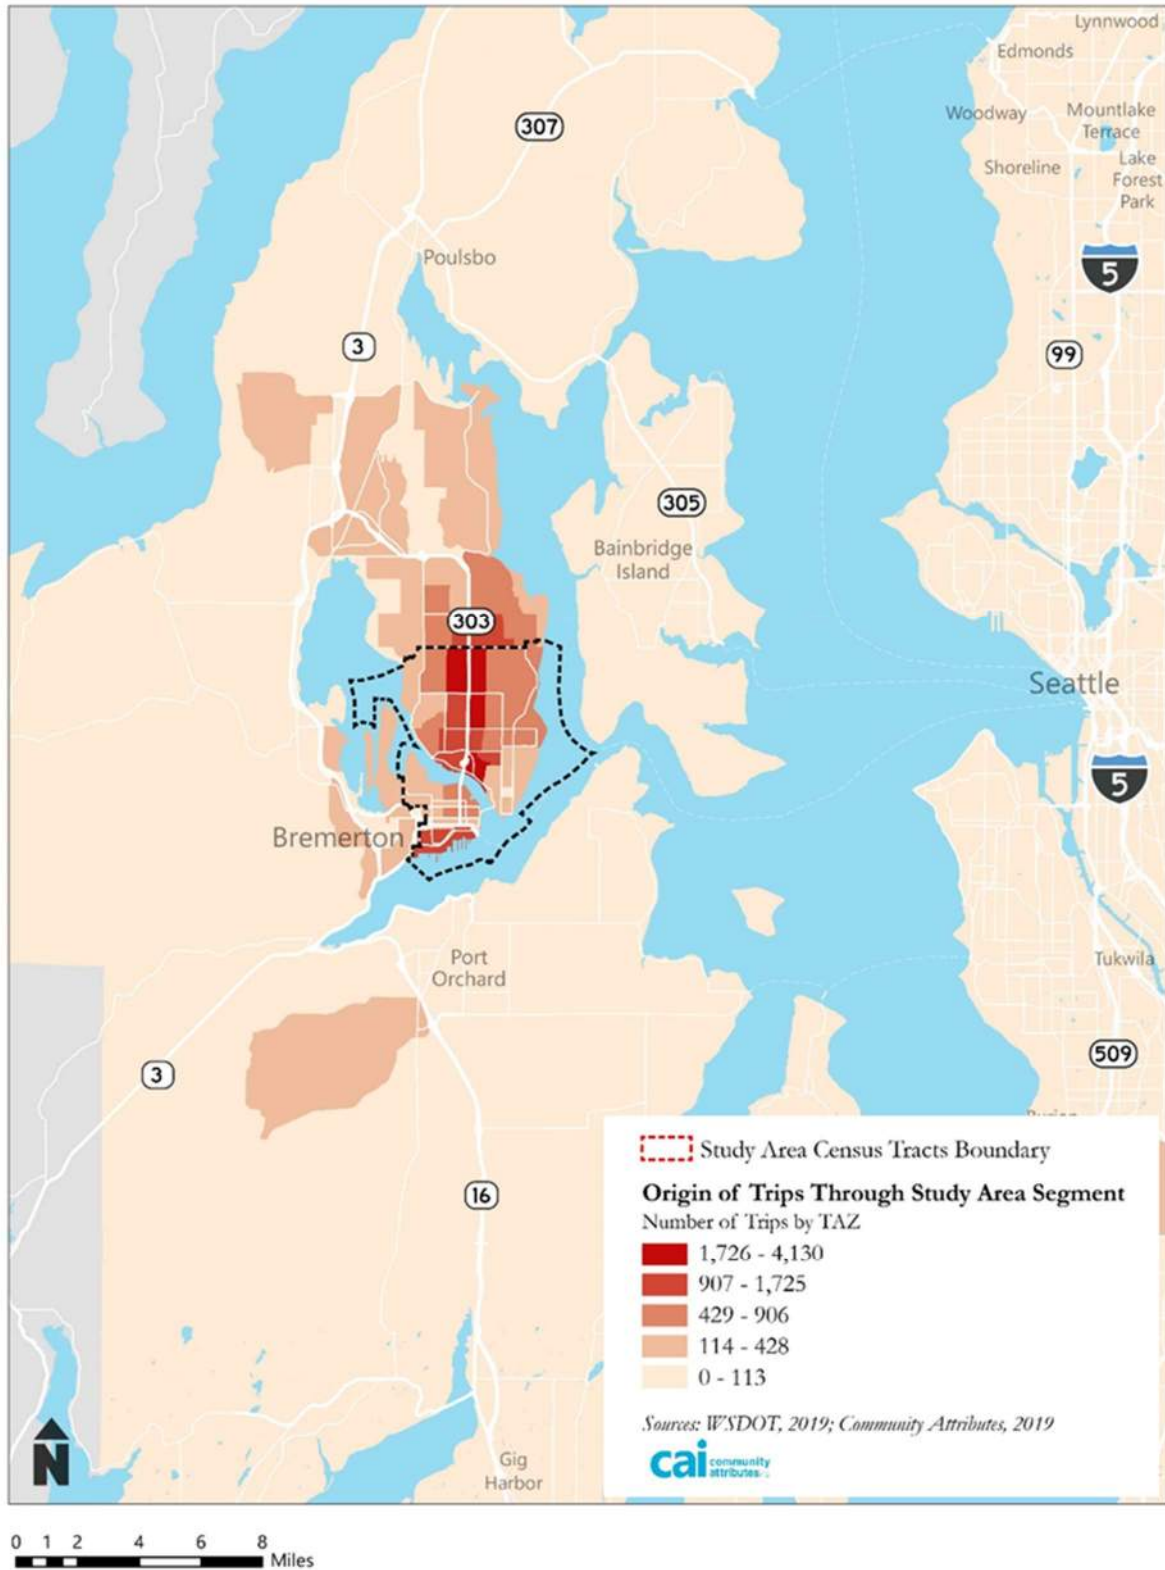 Lynnwood
Edmonds
Woodway
Mountlake
Terrace
Shoreline
Lake
Forest
Park
307
Poulsbo
5
3
99
305
Bainbridge
Island
303
Seattle
5
Bremerton
Port
Orchard
Tukwila
3
509
16
Study Area Census Tracts Boundary
Origin of Trips Through Study Area Segment
Number of Trips by TAZ
1,726 - 4,130
907 - 1,725
429 - 906
114 - 428
0 - 113
Sources: WSDOT, 2019; Community Attributes, 2019
cai community
attributes
Gig
Harbor
N
0 1 2 4 6 8
Miles